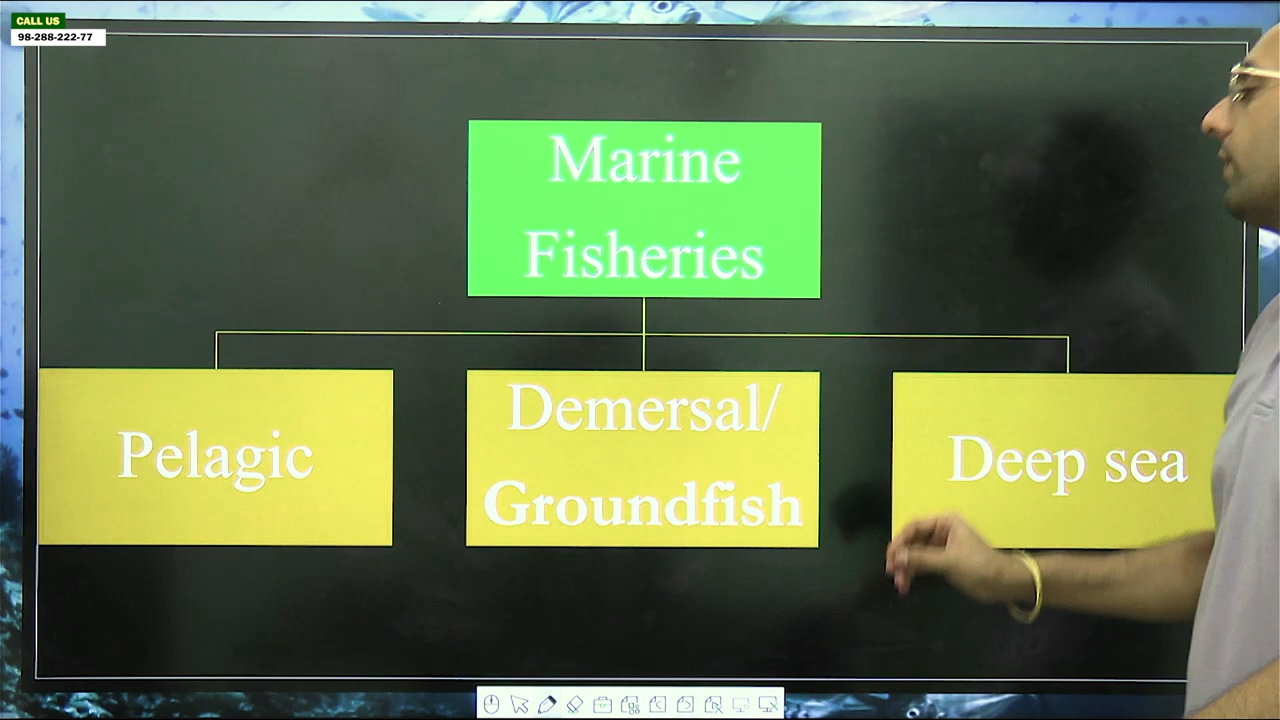 CALL US
98-288-222-77
Marine
Fisheries
Pelagic
Demersal/
Groundfish
Deep sea